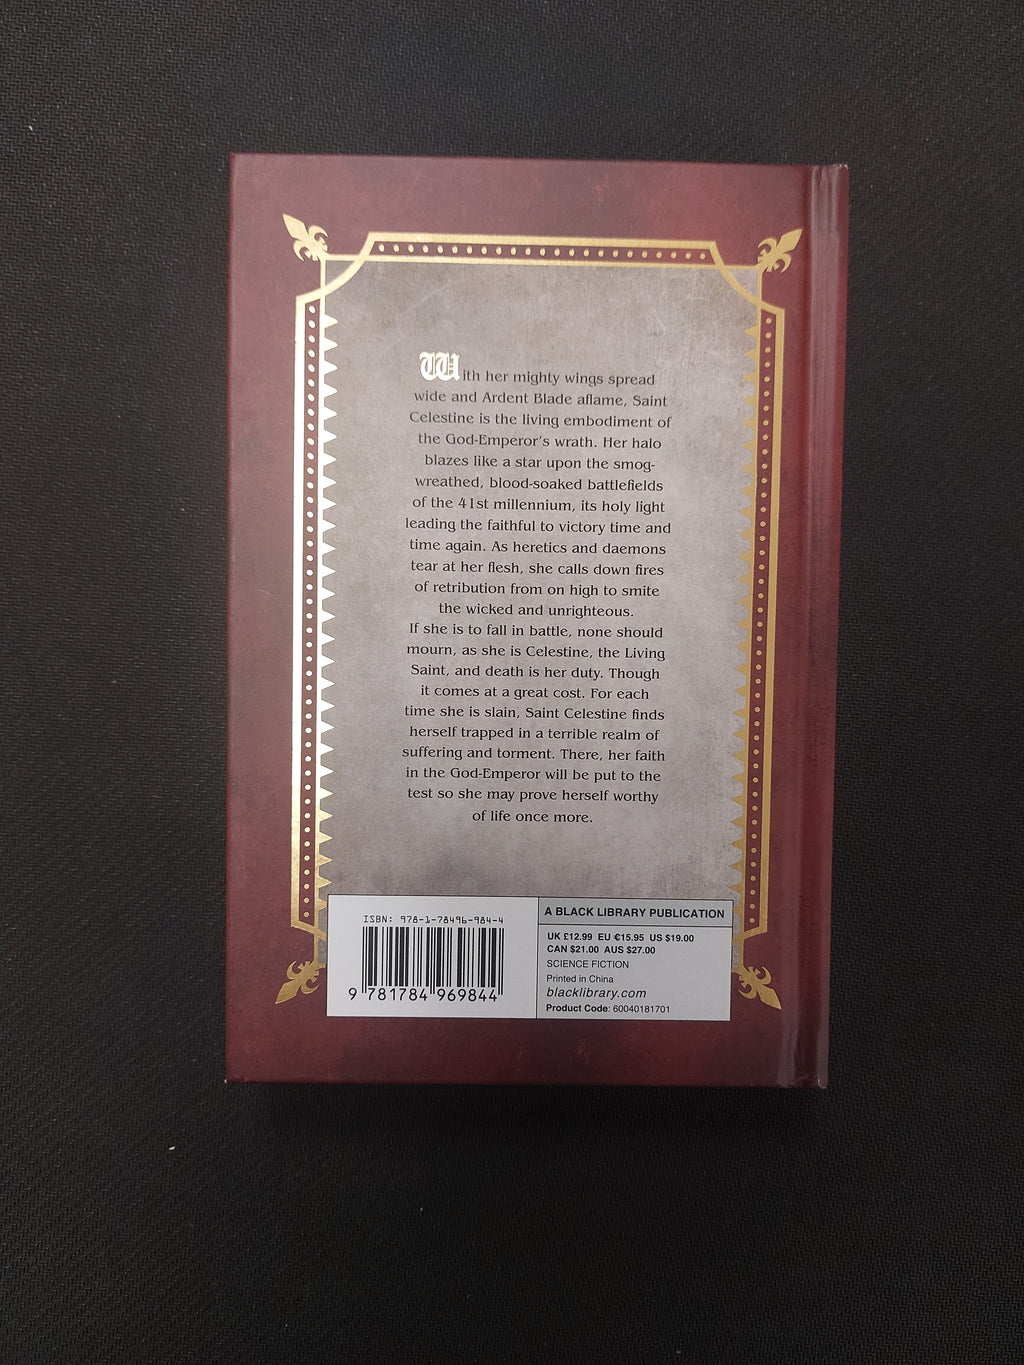 With her mighty wings spread
wide and Ardent Blade aflame, Saint
Celestine is the living embodiment of
the God-Emperor's wrath. Her halo
blazes like a star upon the smog-
wreathed, blood-soaked battlefields
of the 41st millennium, its holy light
leading the faithful to victory time and
time again. As heretics and daemons
tear at her flesh, she calls down fires
of retribution from on high to smite
the wicked and unrighteous.
If she is to fall in battle, none should
mourn, as she is Celestine, the Living
Saint, and death is her duty. Though
it comes at a great cost. For each
time she is slain, Saint Celestine finds
herself trapped in a terrible realm of
suffering and torment. There, her faith
in the God-Emperor will be put to the
test so she may prove herself worthy
of life once more.
ISBN: 978-1-78496-984-4
9 781784 969844
A BLACK LIBRARY PUBLICATION
UK £12.99 EU €15.95 US $19.00
CAN $21.00 AUS $27.00
SCIENCE FICTION
Printed in China
blacklibrary.com
Product Code: 60040181701